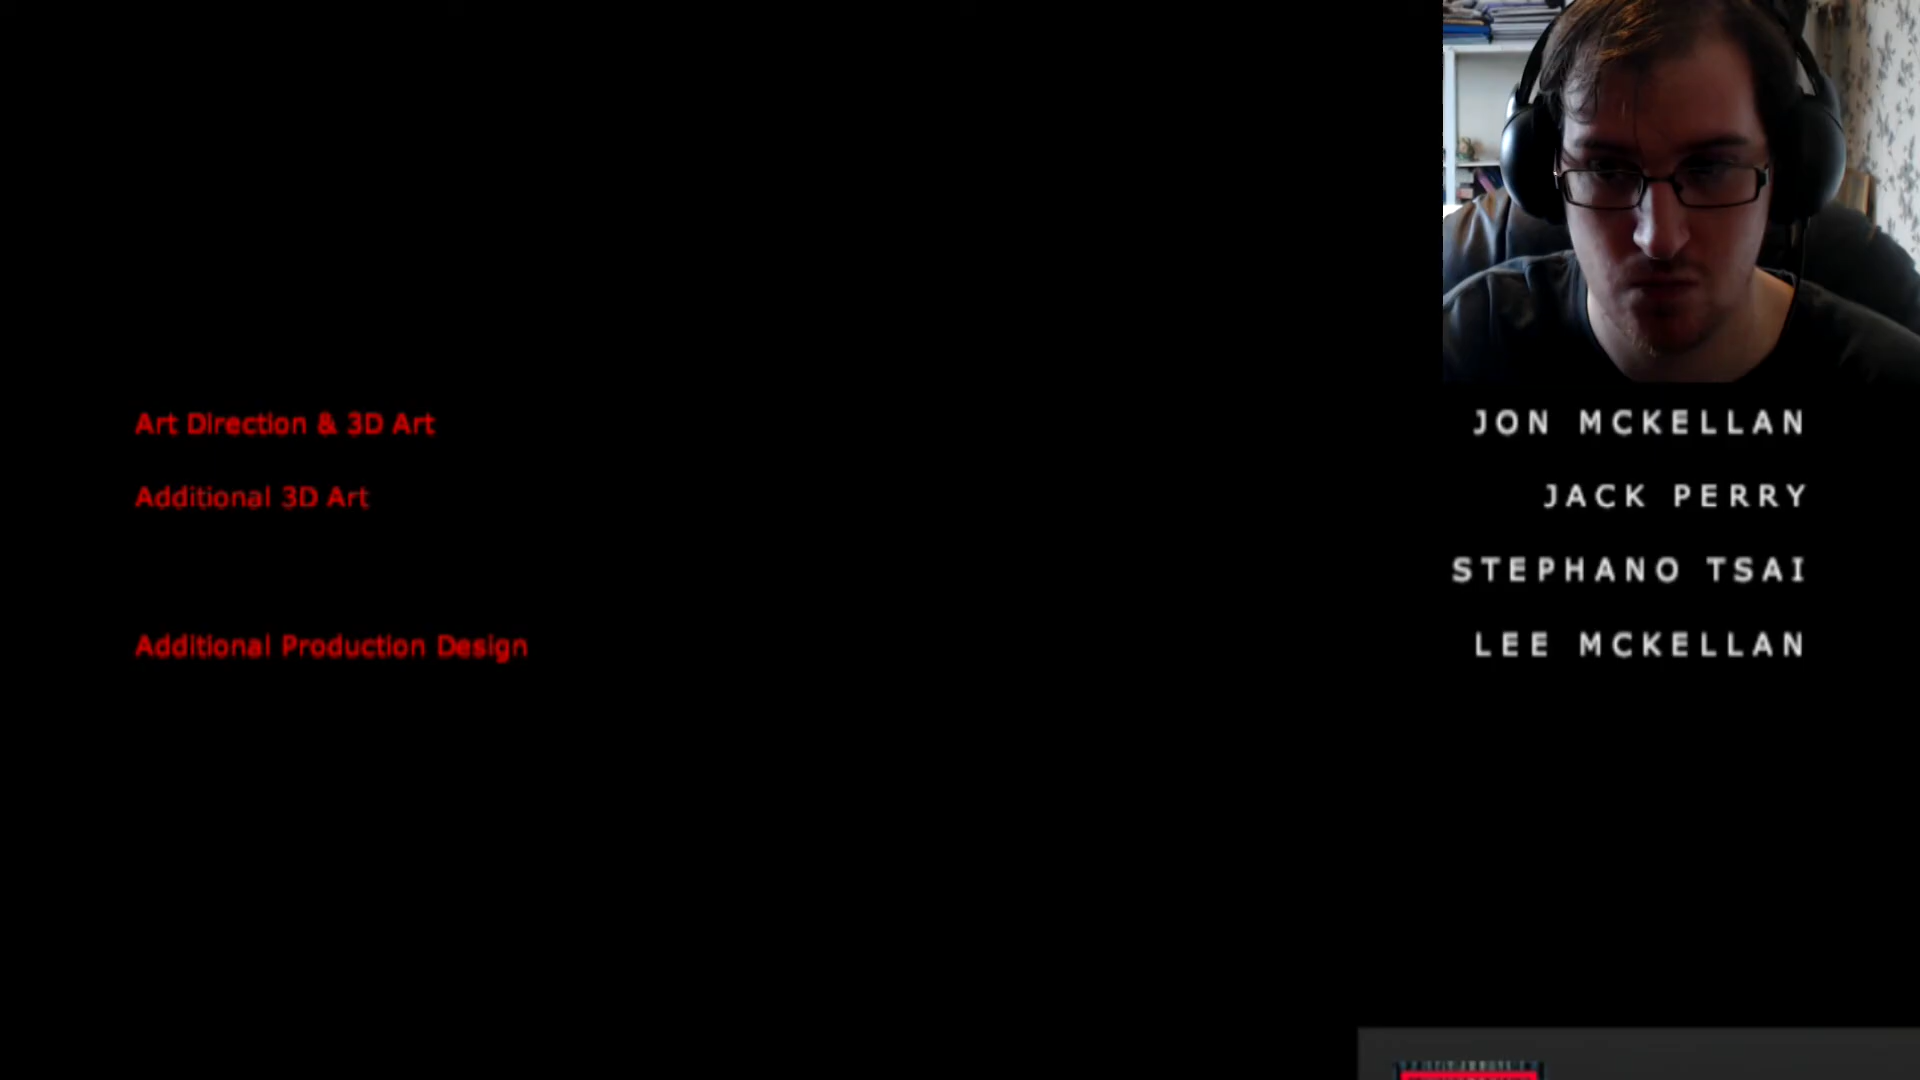 Art Direction & 3D Art JON MCKELLAN
Additional 3D Art JACK PERRY
STEPHANO TSAI
Additional Production Design LEE MCKELLAN